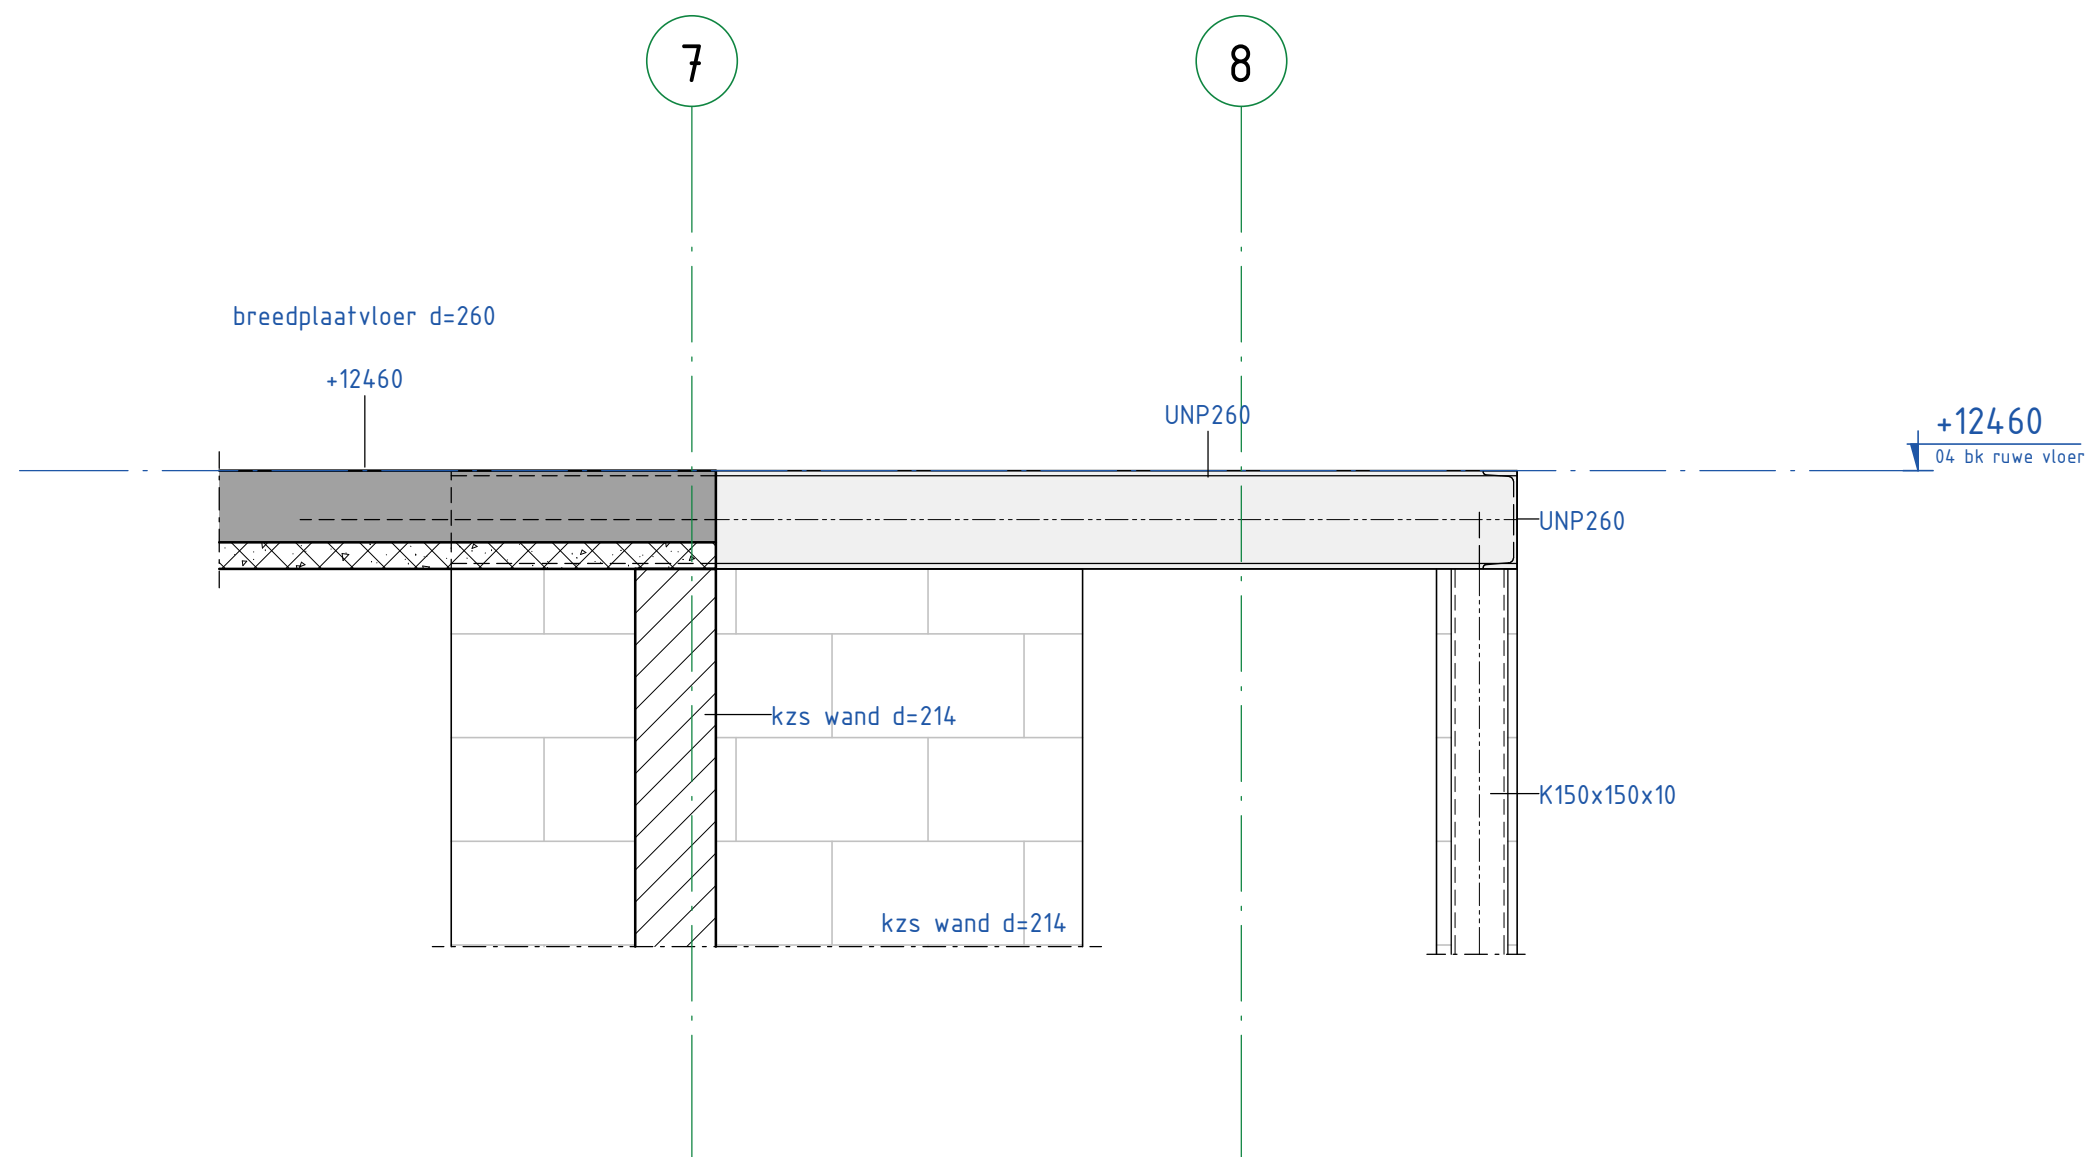 7
8
breedplaatvloer d=260
+12460
UNP260
+12460
04 bk ruwe vloer
UNP260
kzs wand d=214
K150x150x10
kzs wand d=214